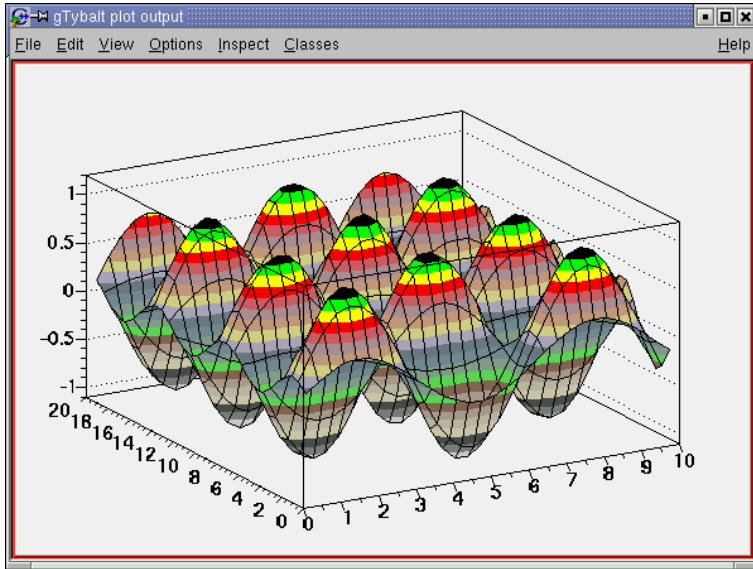 gTybalt plot output
File Edit View Options Inspect Classes Help
1
0.5
0
-0.5
-1
20 18 16 14 12 10 8 6 4 2 0
0 1 2 3 4 5 6 7 8 9 10